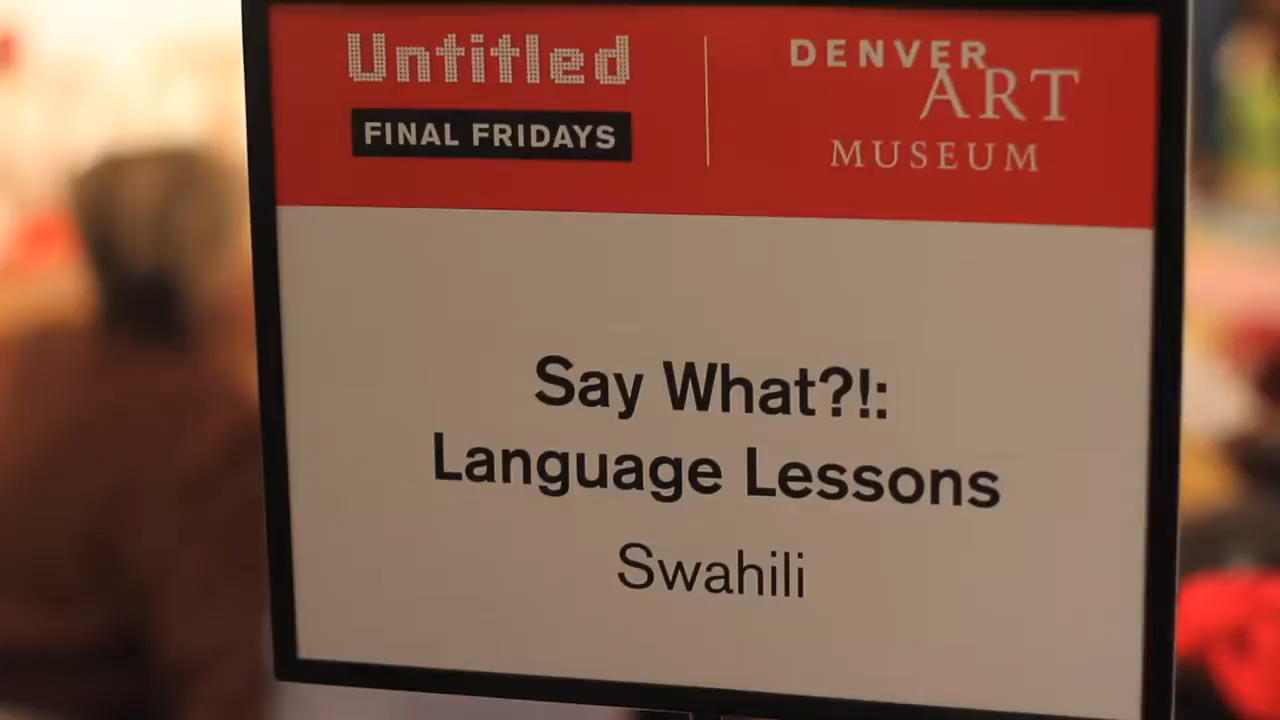 Untitled
FINAL FRIDAYS
DENVER
ART
MUSEUM
Say What?!:
Language Lessons
Swahili